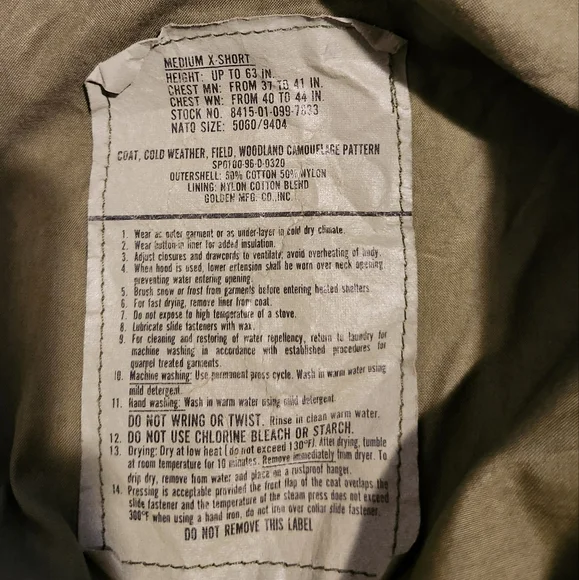 MEDIUM X-SHORT
HEIGHT: UP TO 63 IN.
CHEST MN: FROM 37 TO 41 IN.
CHEST WN: FROM 40 TO 44 IN.
STOCK NO. 8415-01-099-7833
NATO SIZE: 5060/9404
COAT, COLD WEATHER, FIELD, WOODLAND CAMOUFLAGE PATTERN
SPO100-96-D-0320
OUTERSHELL: 50% COTTON 50% NYLON
LINING: NYLON COTTON BLEND
GOLDEN MFG. CO., INC.
1. Wear as outer garment or as under-layer in cold dry climate.
2. Wear button-in liner for added insulation.
3. Adjust closures and drawcords to ventilate, avoid overheating of body.
4. When hood is used, lower extension shall be worn over neck opening
preventing water entering opening.
5. Brush snow or frost from garments before entering heated shelters.
6. For fast drying, remove liner from coat.
7. Do not expose to high temperature of a stove.
8. Lubricate slide fasteners with wax.
9. For cleaning and restoring of water repellency, return to laundry for
machine washing in accordance with established procedures for
quarpel treated garments.
10. Machine washing: Use permanent press cycle. Wash in warm water using
mild detergent.
11. Hand washing: Wash in warm water using mild detergent.
DO NOT WRING OR TWIST. Rinse in clean warm water.
12. DO NOT USE CHLORINE BLEACH OR STARCH.
13. Drying: Dry at low heat (do not exceed 130°F). After drying, tumble
at room temperature for 10 minutes. Remove immediately from dryer. To
drip dry, remove from water and place on a rustproof hanger.
14. Pressing is acceptable provided the front flap of the coat overlaps the
slide fastener and the temperature of the steam press does not exceed
300°F when using a hand iron, do not iron over collar slide fastener.
DO NOT REMOVE THIS LABEL